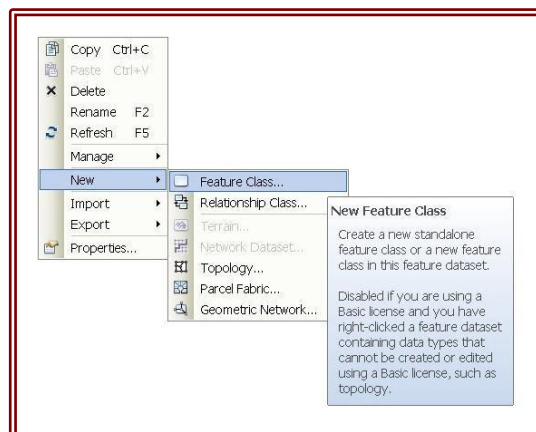 Copy Ctrl+C
Paste Ctrl+V
Delete
Rename F2
Refresh F5
Manage
New
Import
Export
Properties...
Feature Class...
Relationship Class...
Terrain...
Network Dataset...
Topology...
Parcel Fabric...
Geometric Network...
New Feature Class
Create a new standalone
feature class or a new feature
class in this feature dataset.
Disabled if you are using a
Basic license and you have
right-clicked a feature dataset
containing data types that
cannot be created or edited
using a Basic license, such as
topology.